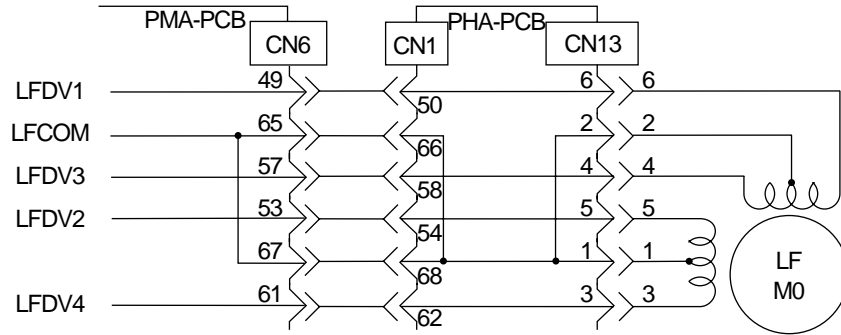 PMA-PCB PHA-PCB
CN6 CN1 CN13
LFDV1 49 50 6 6
LFCOM 65 66 2 2
LFDV3 57 58 4 4
LFDV2 53 54 5 5
67 68 1 1
LFDV4 61 62 3 3
LF
M0